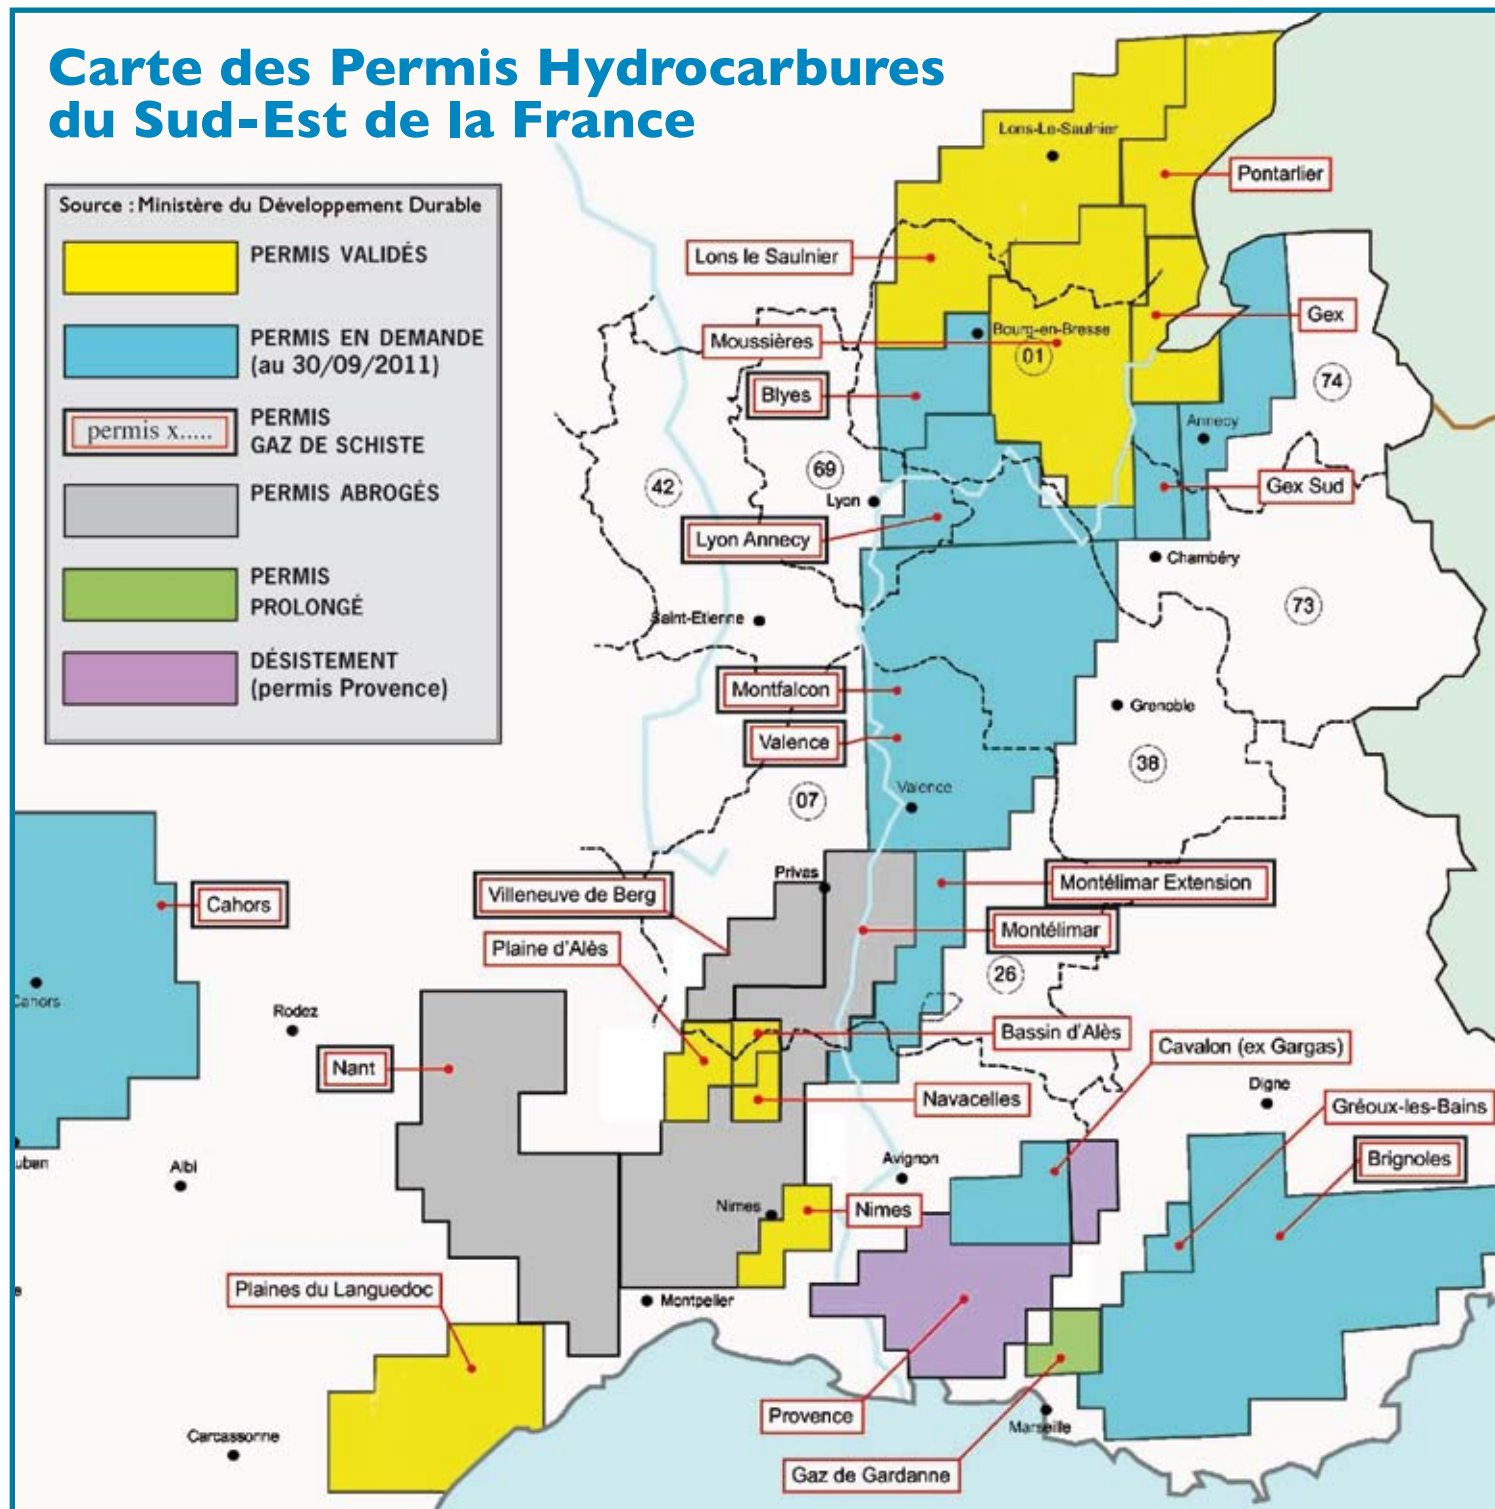 Carte des Permis Hydrocarbures
du Sud-Est de la France
Source : Ministère du Développement Durable
PERMIS VALIDÉS
PERMIS EN DEMANDE
(au 30/09/2011)
permis x.....
PERMIS
GAZ DE SCHISTE
PERMIS ABROGÉS
PERMIS
PROLONGÉ
DÉSISTEMENT
(permis Provence)
Lons-Le-Saulnier
Pontarlier
Lons le Saulnier
Gex
Bourg-en-Bresse
Moussières
01
74
Blyes
Annecy
69
42
Lyon
Gex Sud
Lyon Annecy
Chambéry
73
Saint-Etienne
Montfalcon
Grenoble
Valence
38
07
Valence
Privas
Villeneuve de Berg
Montélimar Extension
Cahors
Montélimar
Plaine d'Alès
26
Cahors
Rodez
Bassin d'Alès
Cavalon (ex Gargas)
Nant
Digne
Navacelles
Gréoux-les-Bains
uban
Albi
Avignon
Brignoles
Nimes
Nimes
Plaines du Languedoc
e
Montpelier
Provence
Marseille
Carcassonne
Gaz de Gardanne